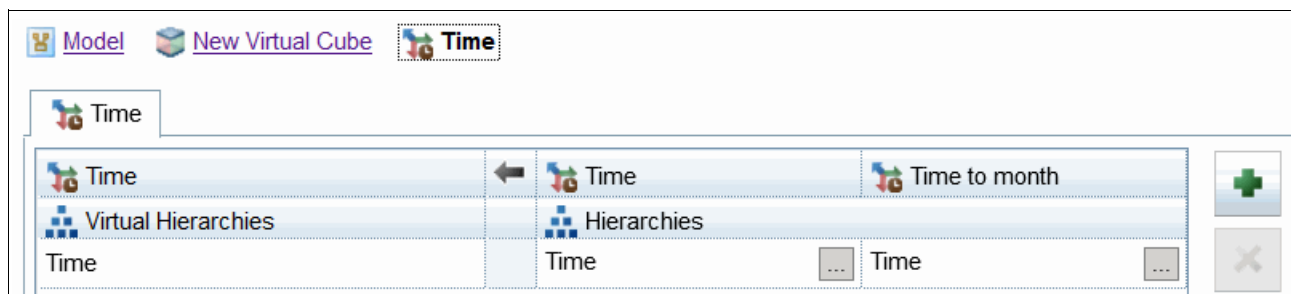 Model New Virtual Cube Time
Time
Time Time Time to month
Virtual Hierarchies Hierarchies
Time Time ... Time ...